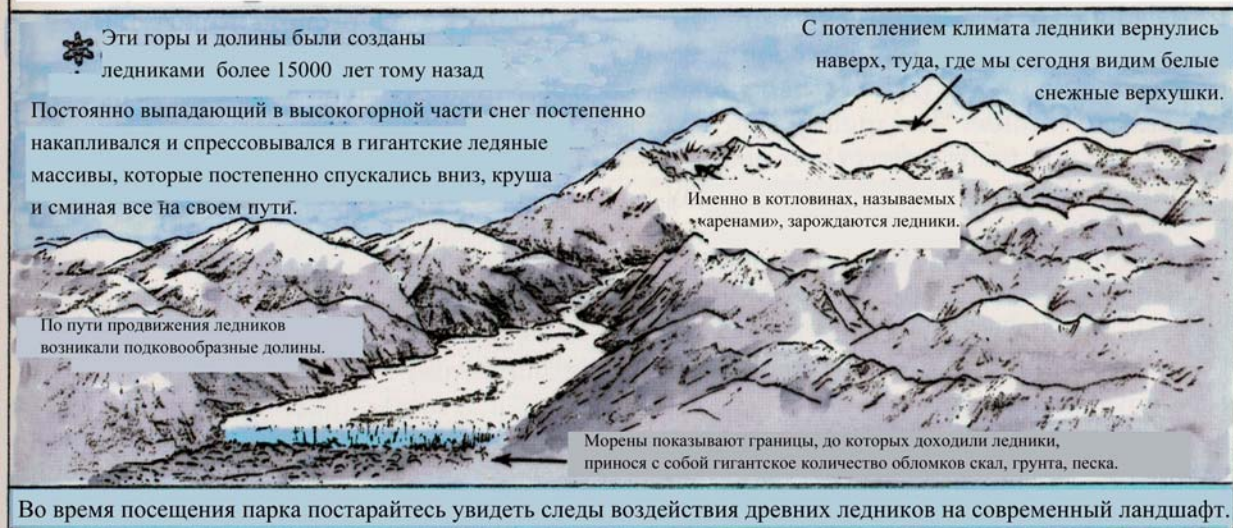 Эти горы и долины были созданы
ледниками более 15000 лет тому назад
С потеплением климата ледники вернулись
наверх, туда, где мы сегодня видим белые
снежные верхушки.
Постоянно выпадающий в высокогорной части снег постепенно
накапливался и спрессовывался в гигантские ледяные
массивы, которые постепенно спускались вниз, круша
и сминая все на своем пути.
Именно в котловинах, называемых
«аренами», зарождаются ледники.
По пути продвижения ледников
возникали подковообразные долины.
Морены показывают границы, до которых доходили ледники,
принося с собой гигантское количество обломков скал, грунта, песка.
Во время посещения парка постарайтесь увидеть следы воздействия древних ледников на современный ландшафт.